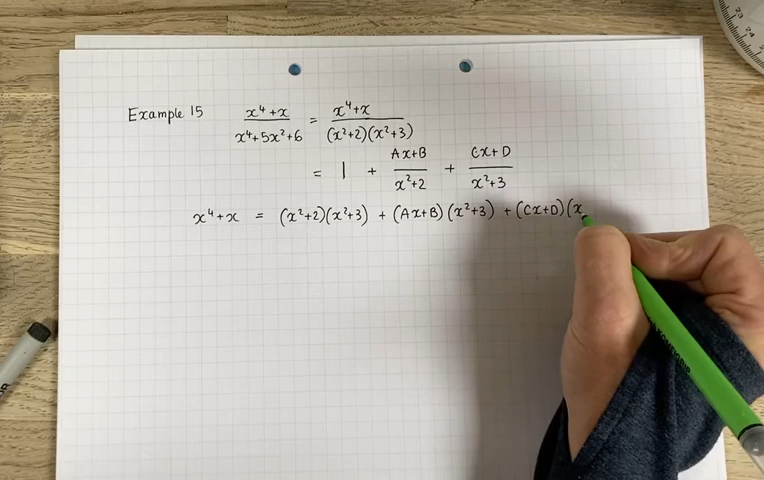 Example 15 x⁴+x / x⁴+5x²+6 = x⁴+x / (x²+2)(x²+3)
= 1 + Ax+B / x²+2 + Cx+D / x²+3
x⁴+x = (x²+2)(x²+3) + (Ax+B)(x²+3) + (Cx+D)(x